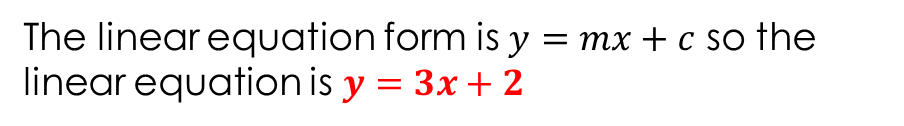 The linear equation form is y = mx + c so the
linear equation is y = 3x + 2